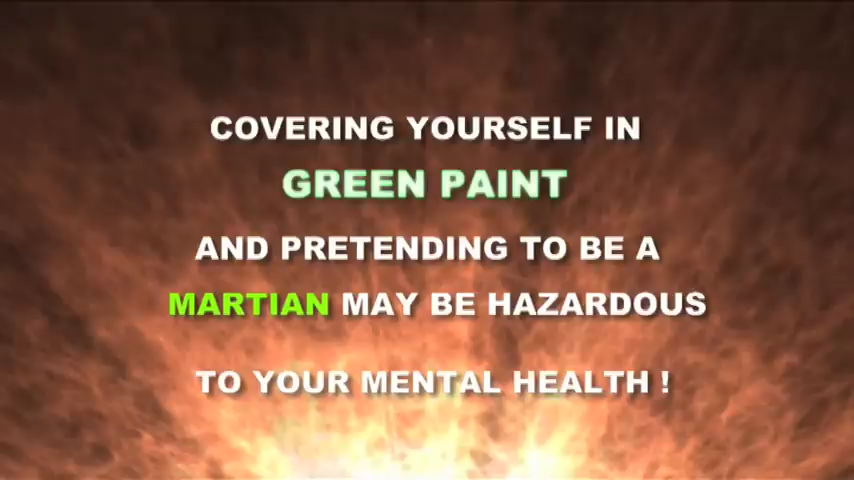 COVERING YOURSELF IN
GREEN PAINT
AND PRETENDING TO BE A
MARTIAN MAY BE HAZARDOUS
TO YOUR MENTAL HEALTH !